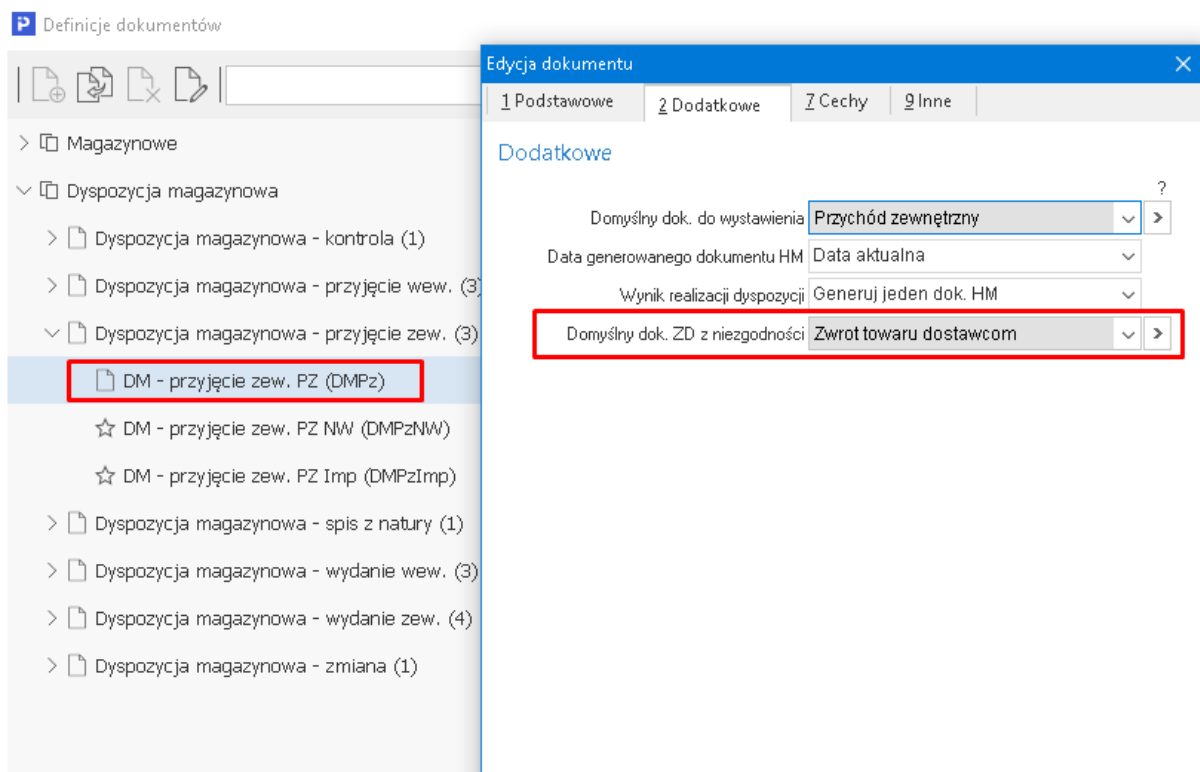 P Definicje dokumentów
Magazynowe
Dyspozycja magazynowa
Dyspozycja magazynowa - kontrola (1)
Dyspozycja magazynowa - przyjęcie wew. (3)
Dyspozycja magazynowa - przyjęcie zew. (3)
DM - przyjęcie zew. PZ (DMPz)
DM - przyjęcie zew. PZ NW (DMPzNW)
DM - przyjęcie zew. PZ Imp (DMPzImp)
Dyspozycja magazynowa - spis z natury (1)
Dyspozycja magazynowa - wydanie wew. (3)
Dyspozycja magazynowa - wydanie zew. (4)
Dyspozycja magazynowa - zmiana (1)
Edycja dokumentu
1 Podstawowe 2 Dodatkowe 7 Cechy 9 Inne
Dodatkowe
?
Domyślny dok. do wystawienia Przychód zewnętrzny
Data generowanego dokumentu HM Data aktualna
Wynik realizacji dyspozycji Generuj jeden dok. HM
Domyślny dok. ZD z niezgodności Zwrot towaru dostawcom